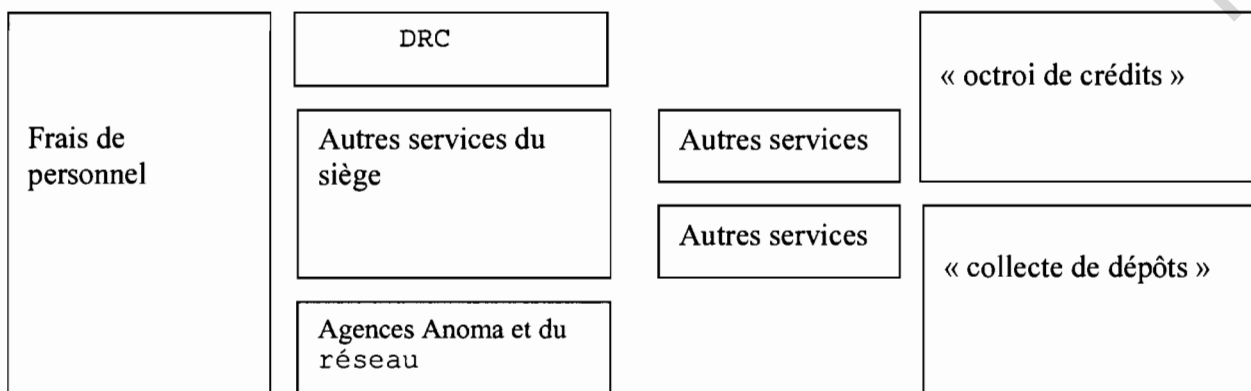 DRC
« octroi de crédits »
Frais de
personnel
Autres services du
siège
Autres services
Autres services
« collecte de dépôts »
Agences Anoma et du
réseau